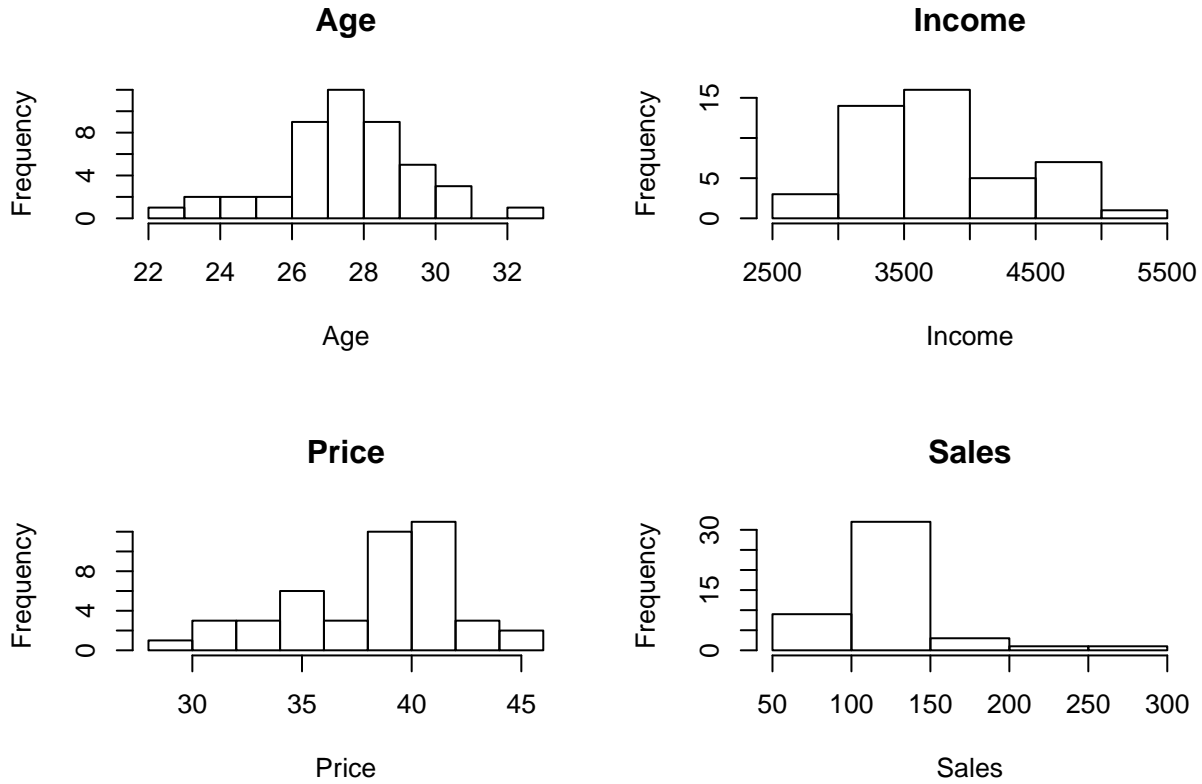 Age
Frequency
0 4 8
22 24 26 28 30 32
Age
Income
Frequency
0 5 15
2500 3500 4500 5500
Income
Price
Frequency
0 4 8
30 35 40 45
Price
Sales
Frequency
0 15 30
50 100 150 200 250 300
Sales